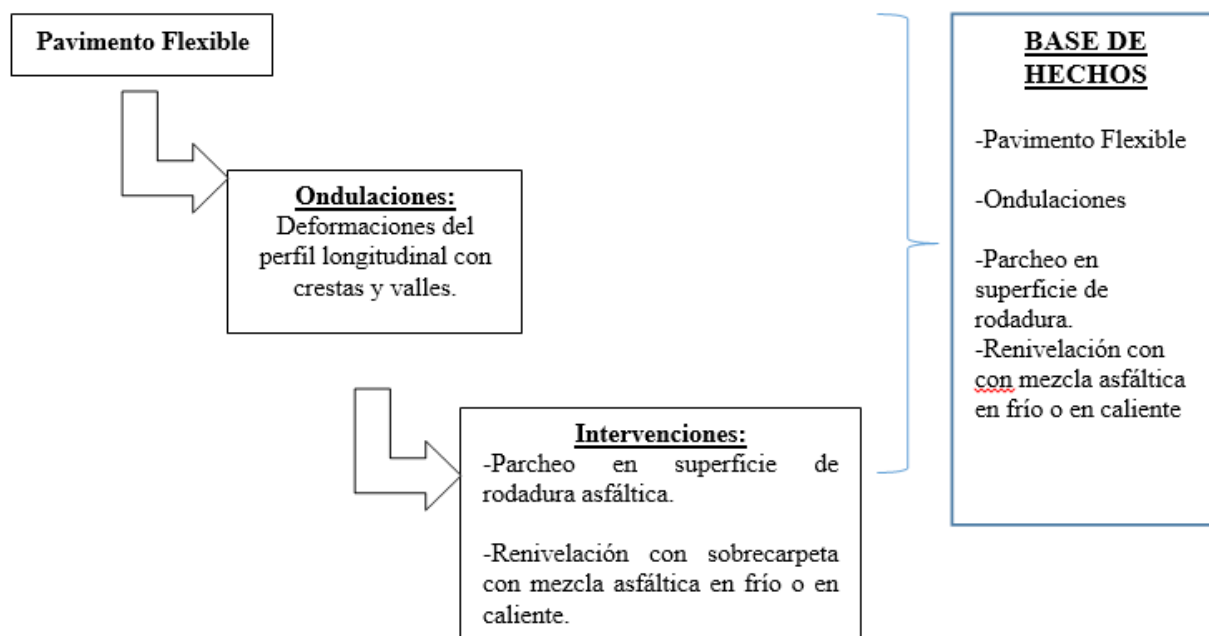 Pavimento Flexible
Ondulaciones:
Deformaciones del
perfil longitudinal con
crestas y valles.
Intervenciones:
-Parcheo en superficie de
rodadura asfáltica.
-Renivelación con sobrecarpeta
con mezcla asfáltica en frío o en
caliente.
BASE DE
HECHOS
-Pavimento Flexible
-Ondulaciones
-Parcheo en
superficie de
rodadura.
-Renivelación con
con mezcla asfáltica
en frío o en caliente